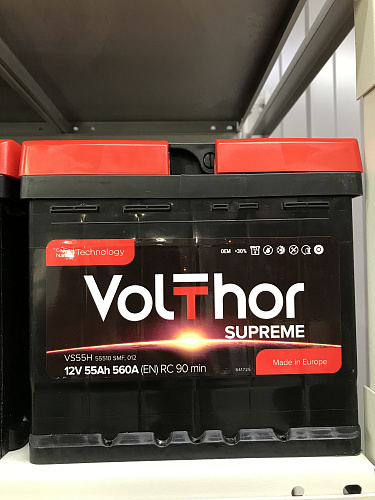 OEM +30%
Technology
VolThor
SUPREME
VS55H 55510 SMF, 012
12V 55Ah 560A (EN) RC 90 min
641725
Made in Europe